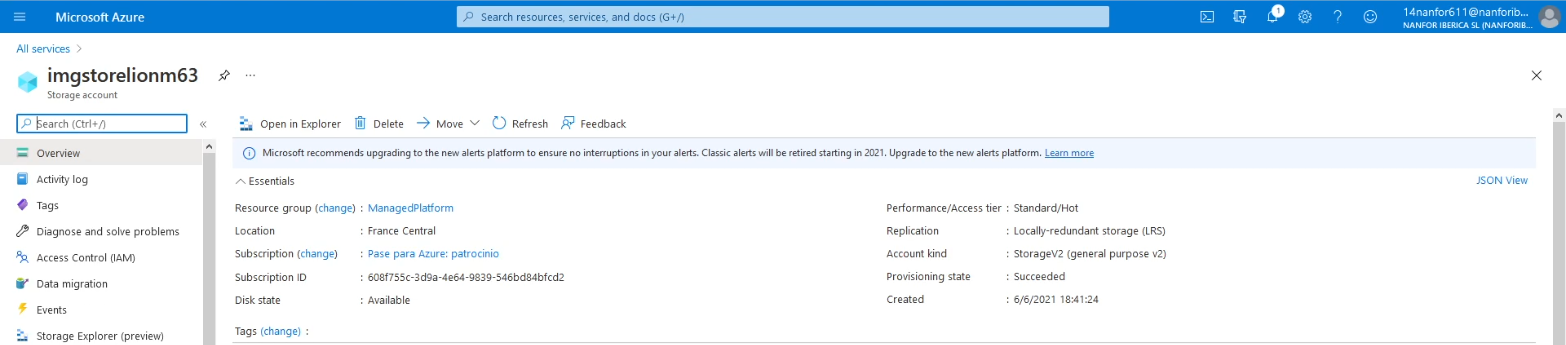 Microsoft Azure
Search resources, services, and docs (G+/)
1
14nanfor611@nanforib...
NANFOR IBERICA SL (NANFORIB...
All services >
imgstorelionm63
...
Storage account
Search (Ctrl+/)
«
Open in Explorer Delete Move Refresh Feedback
Overview
Activity log
Tags
Diagnose and solve problems
Access Control (IAM)
Data migration
Events
Storage Explorer (preview)
Microsoft recommends upgrading to the new alerts platform to ensure no interruptions in your alerts. Classic alerts will be retired starting in 2021. Upgrade to the new alerts platform. Learn more
Essentials
JSON View
Resource group (change) : ManagedPlatform
Location : France Central
Subscription (change) : Pase para Azure: patrocinio
Subscription ID : 608f755c-3d9a-4e64-9839-546bd84bfcd2
Disk state : Available
Performance/Access tier : Standard/Hot
Replication : Locally-redundant storage (LRS)
Account kind : StorageV2 (general purpose v2)
Provisioning state : Succeeded
Created : 6/6/2021 18:41:24
Tags (change) :